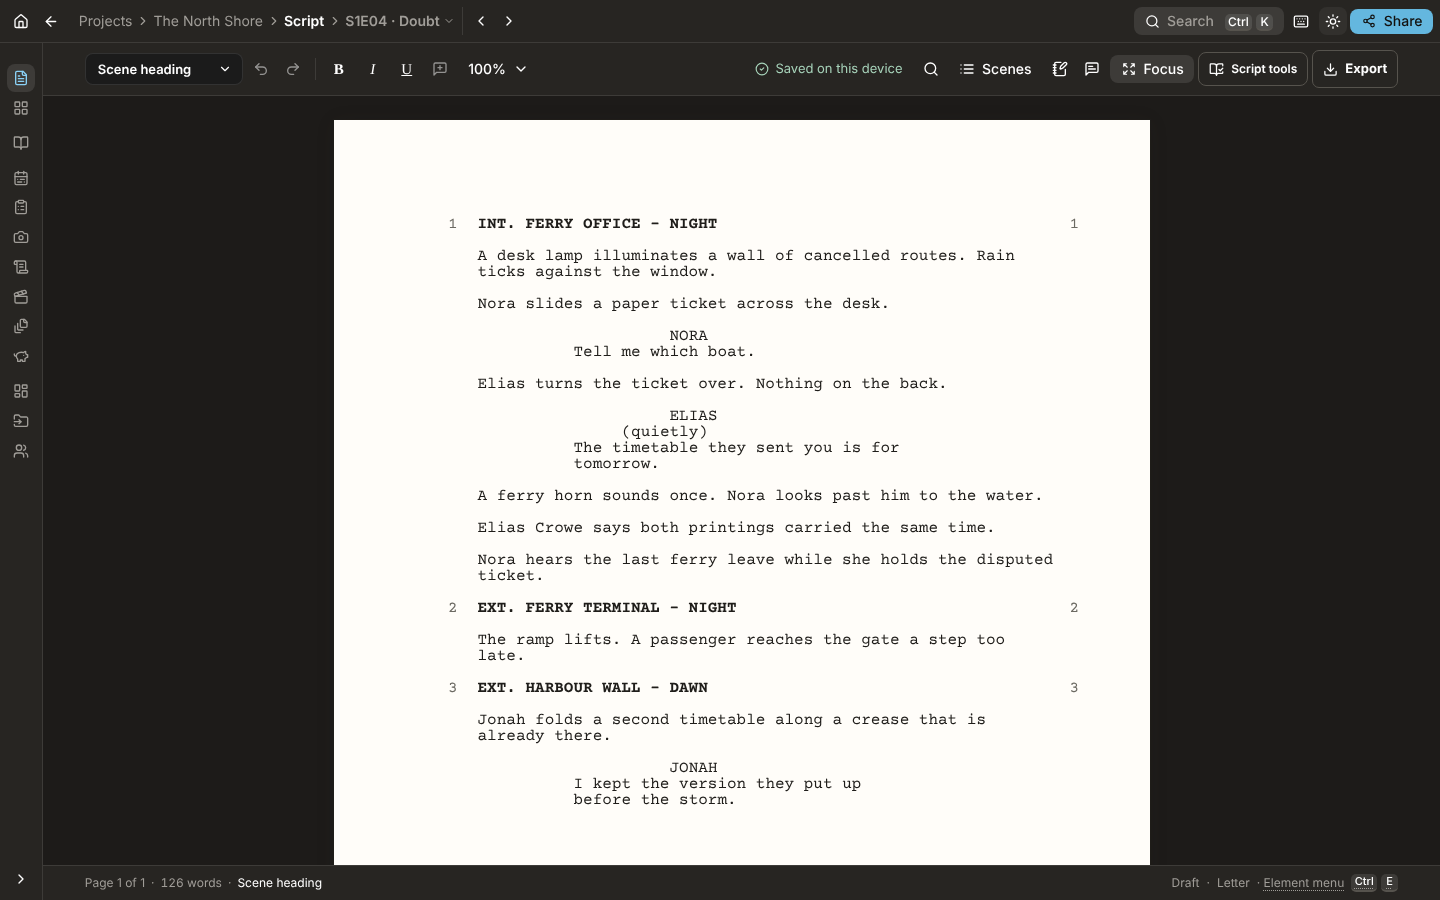 Projects > The North Shore > Script > S1E04 · Doubt
Search Ctrl K
Share
Scene heading
B I U
100%
Saved on this device
Scenes
Focus
Script tools
Export
1 INT. FERRY OFFICE - NIGHT 1
A desk lamp illuminates a wall of cancelled routes. Rain
ticks against the window.
Nora slides a paper ticket across the desk.
NORA
Tell me which boat.
Elias turns the ticket over. Nothing on the back.
ELIAS
(quietly)
The timetable they sent you is for
tomorrow.
A ferry horn sounds once. Nora looks past him to the water.
Elias Crowe says both printings carried the same time.
Nora hears the last ferry leave while she holds the disputed
ticket.
2 EXT. FERRY TERMINAL - NIGHT 2
The ramp lifts. A passenger reaches the gate a step too
late.
3 EXT. HARBOUR WALL - DAWN 3
Jonah folds a second timetable along a crease that is
already there.
JONAH
I kept the version they put up
before the storm.
Page 1 of 1 · 126 words · Scene heading
Draft · Letter · Element menu Ctrl E